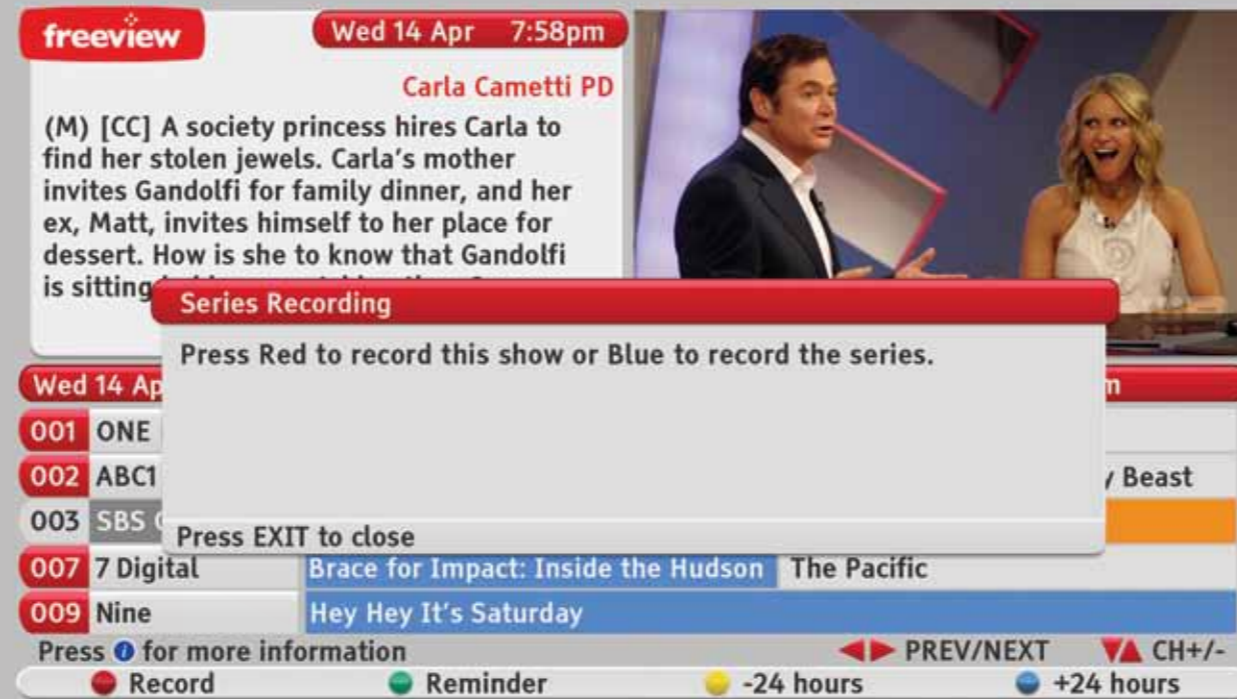 freeview
Wed 14 Apr 7:58pm
Carla Cametti PD
(M) [CC] A society princess hires Carla to
find her stolen jewels. Carla's mother
invites Gandolfi for family dinner, and her
ex, Matt, invites himself to her place for
dessert. How is she to know that Gandolfi
is sitting
Series Recording
Press Red to record this show or Blue to record the series.
Press EXIT to close
Wed 14 Ap
001 ONE
002 ABC1 Beast
003 SBS
007 7 Digital Brace for Impact: Inside the Hudson The Pacific
009 Nine Hey Hey It's Saturday
Press i for more information PREV/NEXT CH+/-
Record Reminder -24 hours +24 hours